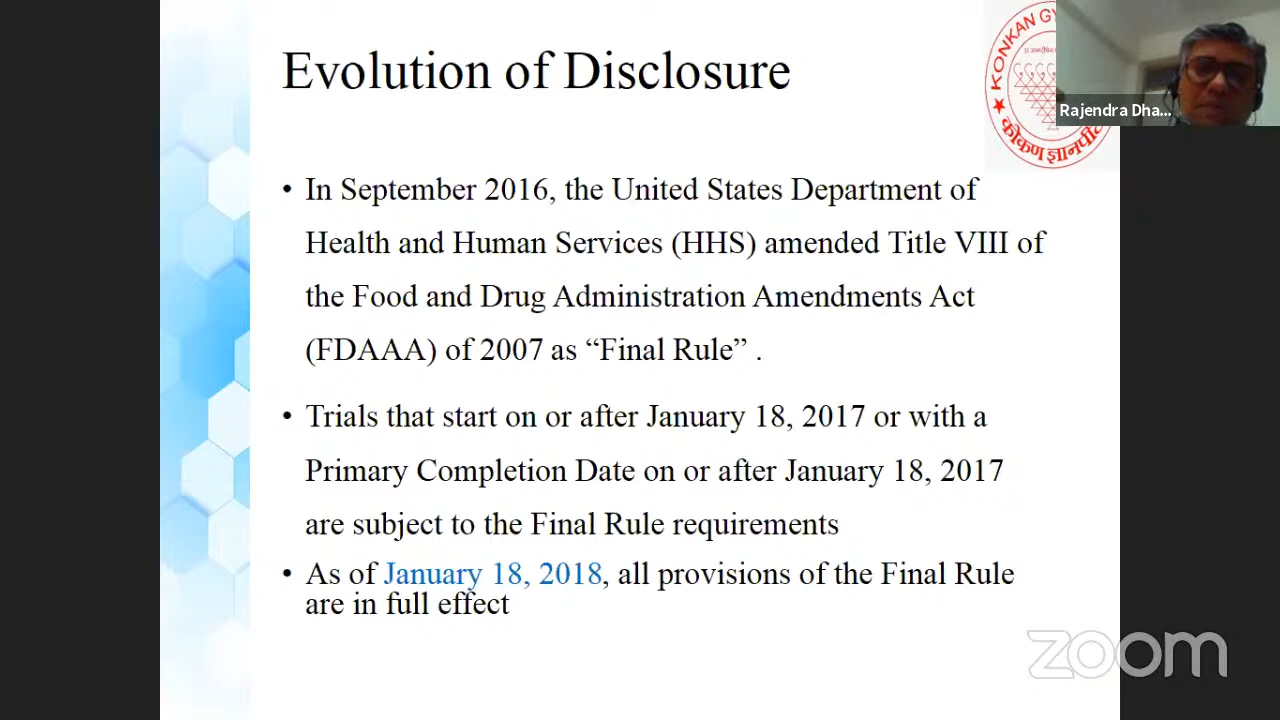 Evolution of Disclosure
KONKAN GY
कोंकण ज्ञानपी
Rajendra Dha...
• In September 2016, the United States Department of
Health and Human Services (HHS) amended Title VIII of
the Food and Drug Administration Amendments Act
(FDAAA) of 2007 as “Final Rule” .
• Trials that start on or after January 18, 2017 or with a
Primary Completion Date on or after January 18, 2017
are subject to the Final Rule requirements
• As of January 18, 2018, all provisions of the Final Rule
are in full effect
zoom